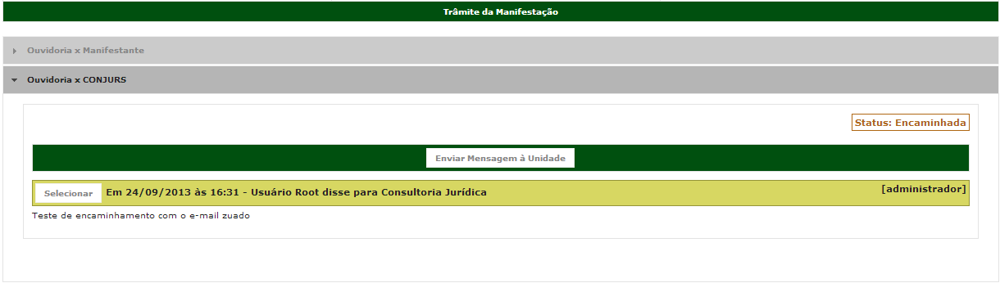 Trâmite da Manifestação
Ouvidoria x Manifestante
Ouvidoria x CONJURS
Status: Encaminhada
Enviar Mensagem à Unidade
Selecionar Em 24/09/2013 às 16:31 - Usuário Root disse para Consultoria Jurídica [administrador]
Teste de encaminhamento com o e-mail zuado